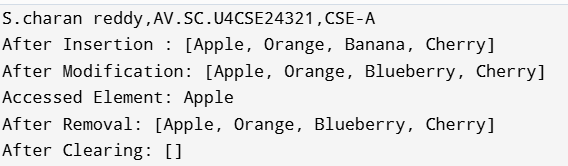 S.charan reddy,AV.SC.U4CSE24321,CSE-A
After Insertion : [Apple, Orange, Banana, Cherry]
After Modification: [Apple, Orange, Blueberry, Cherry]
Accessed Element: Apple
After Removal: [Apple, Orange, Blueberry, Cherry]
After Clearing: []